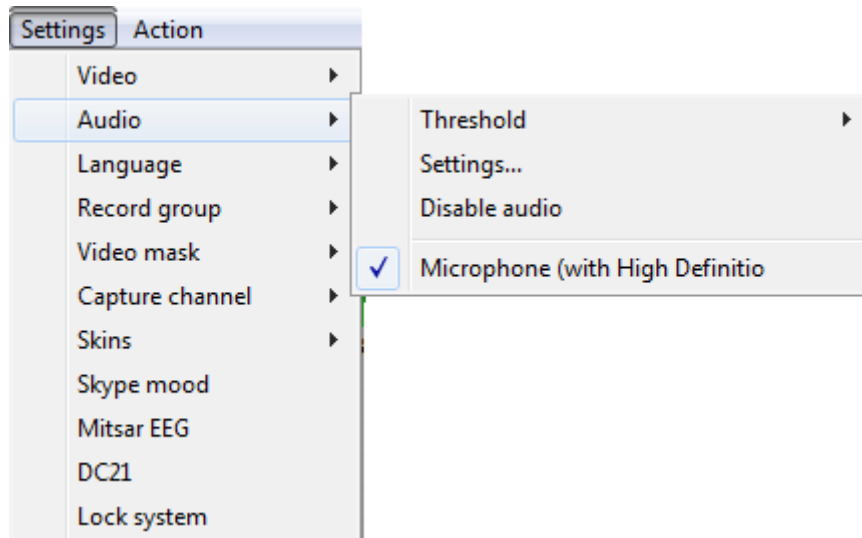 Settings Action
Video
Audio
Language
Record group
Video mask
Capture channel
Skins
Skype mood
Mitsar EEG
DC21
Lock system
Threshold
Settings...
Disable audio
Microphone (with High Definitio